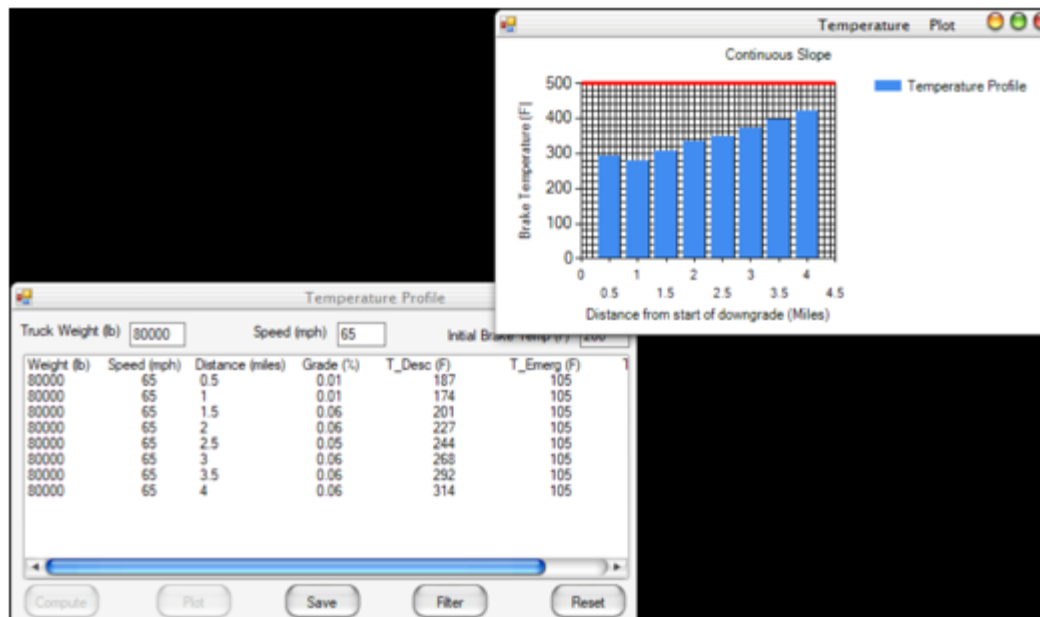 Temperature Plot
Continuous Slope
500
400
300
200
100
0
Brake Temperature (F)
0 1 2 3 4
0.5 1.5 2.5 3.5 4.5
Distance from start of downgrade (Miles)
Temperature Profile
Temperature Profile
Truck Weight (lb) 80000 Speed (mph) 65 Initial Brake Temp (F)
Weight (lb) Speed (mph) Distance (miles) Grade (%) T_Desc (F) T_Emerg (F)
80000 65 0.5 0.01 187 105
80000 65 1 0.01 174 105
80000 65 1.5 0.06 201 105
80000 65 2 0.06 227 105
80000 65 2.5 0.05 244 105
80000 65 3 0.06 268 105
80000 65 3.5 0.06 292 105
80000 65 4 0.06 314 105
Compute Plot Save Filter Reset